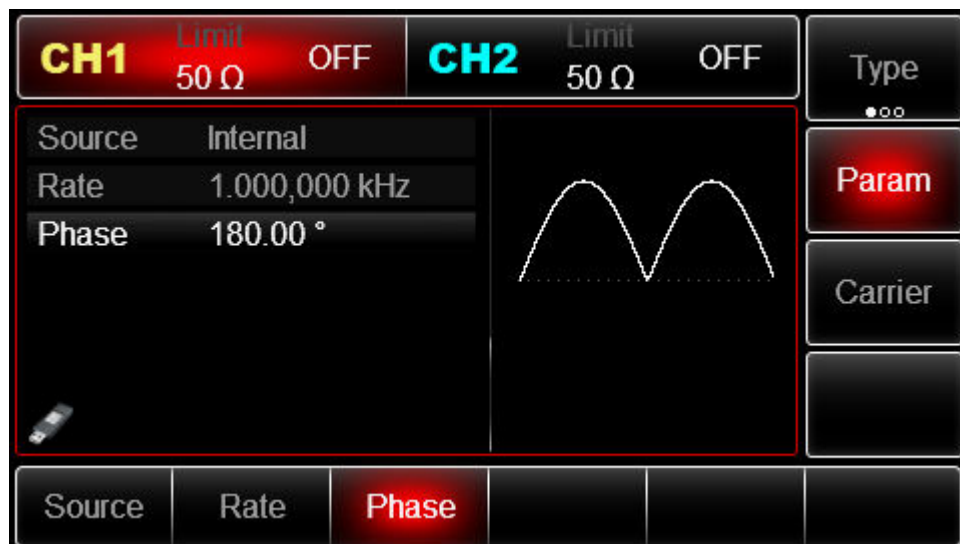 CH1 Limit 50 Ω OFF CH2 Limit 50 Ω OFF
Type
Source Internal
Rate 1.000,000 kHz
Phase 180.00 °
Param
Carrier
Source Rate Phase